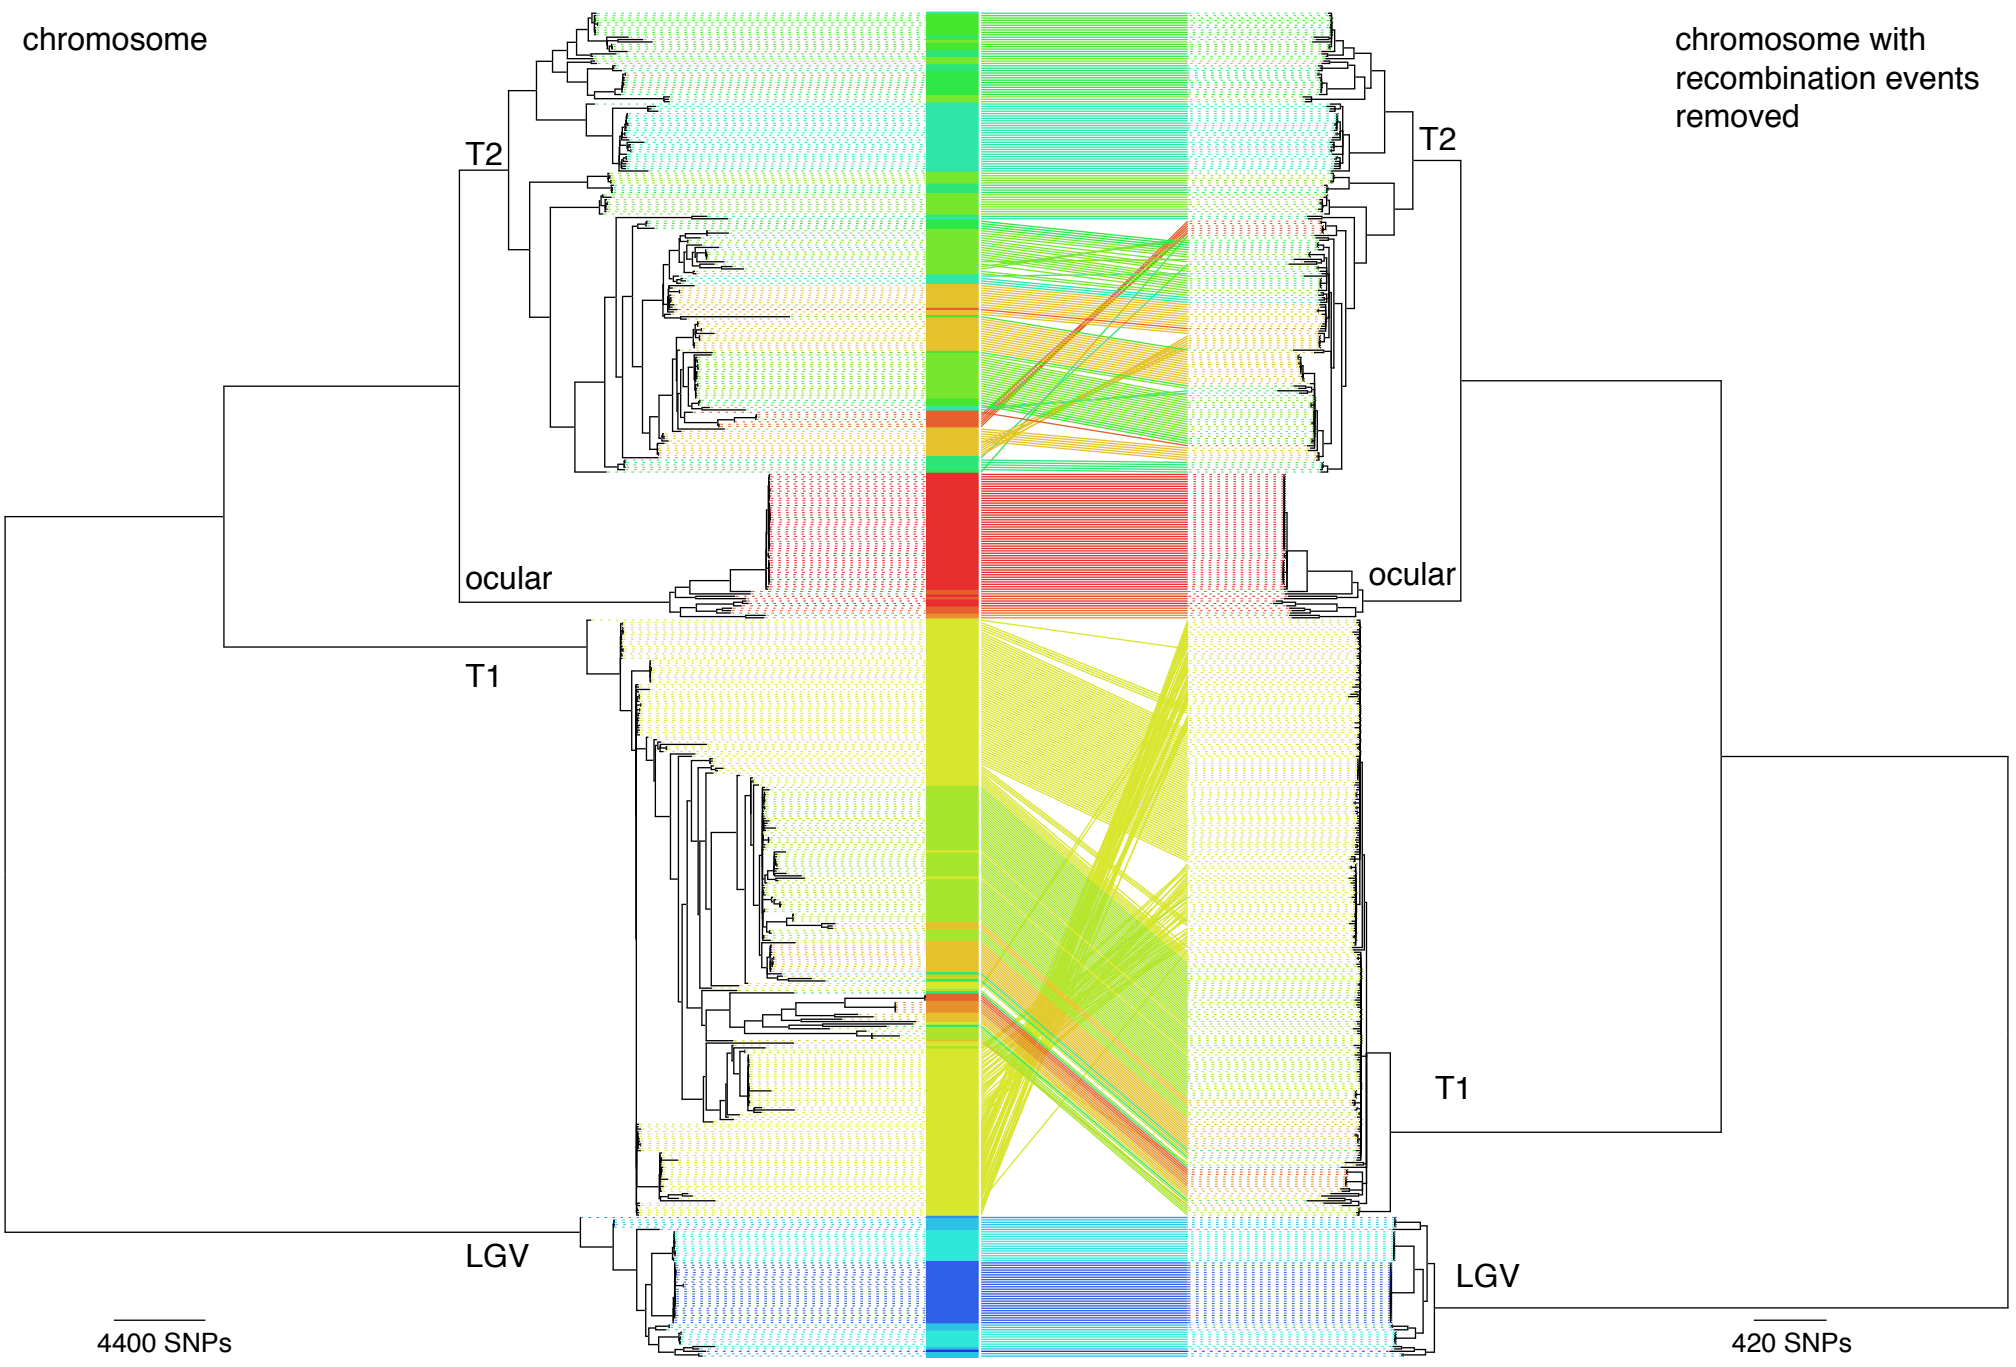 chromosome
chromosome with
recombination events
removed
T2
T2
ocular
ocular
T1
T1
LGV
LGV
4400 SNPs
420 SNPs